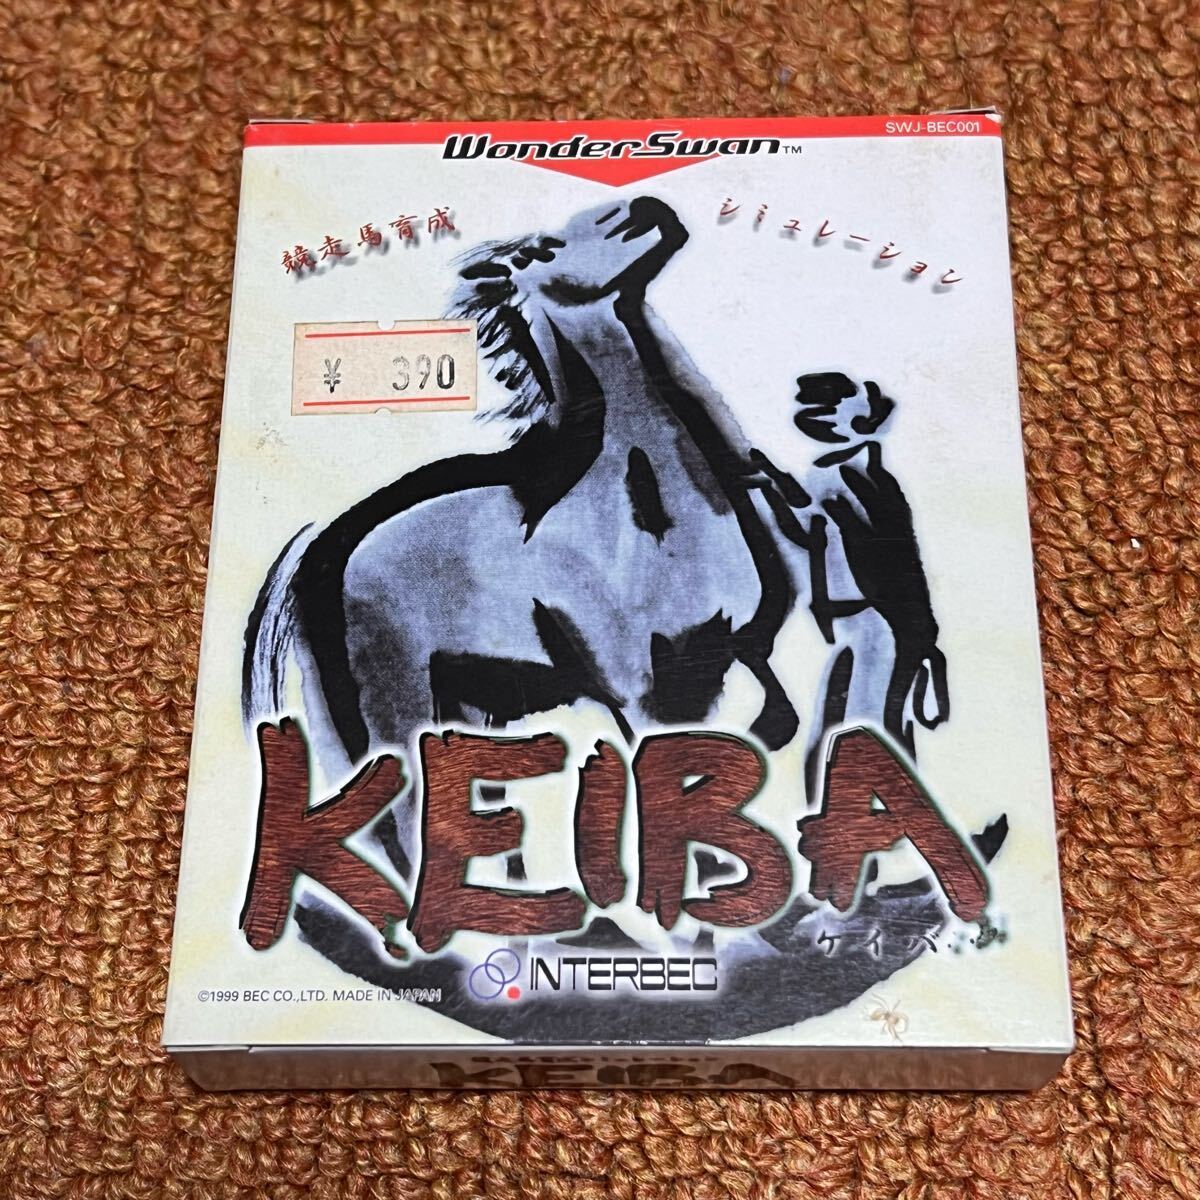 SWJ-BEC001
WonderSwan™
競走馬育成 シミュレーション
¥ 390
KEIBA
ケイバ
INTERBEC
©1999 BEC CO.,LTD. MADE IN JAPAN
KEIBA